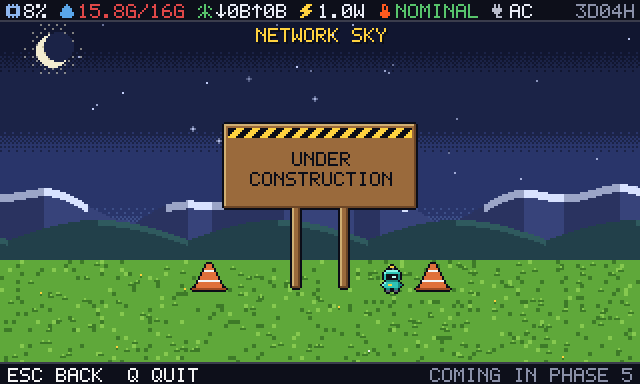 8% 15.8G/16G ↓0B↑0B 1.0W NOMINAL AC 3D04H
NETWORK SKY
UNDER
CONSTRUCTION
ESC BACK Q QUIT COMING IN PHASE 5